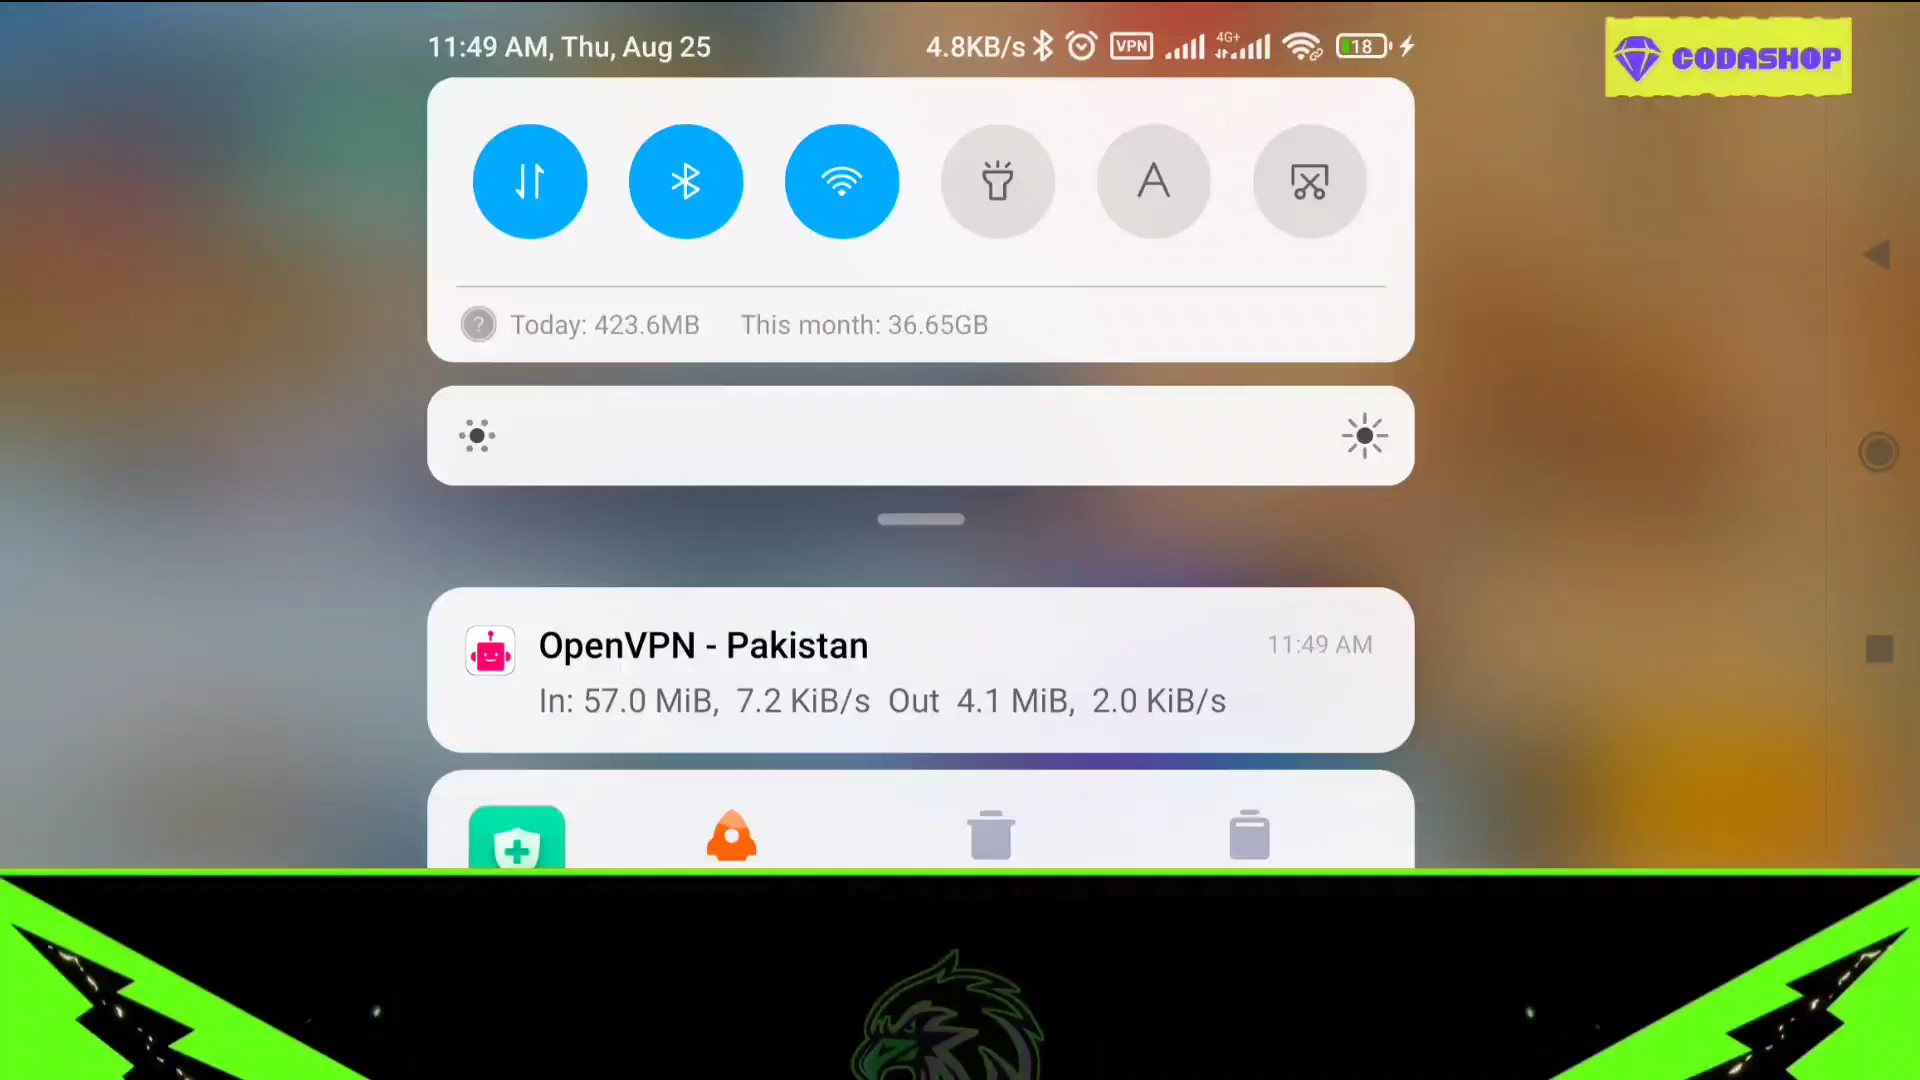 11:49 AM, Thu, Aug 25
4.8KB/s VPN 4G+ 18
CODASHOP
A
? Today: 423.6MB This month: 36.65GB
OpenVPN - Pakistan 11:49 AM
In: 57.0 MiB, 7.2 KiB/s Out 4.1 MiB, 2.0 KiB/s